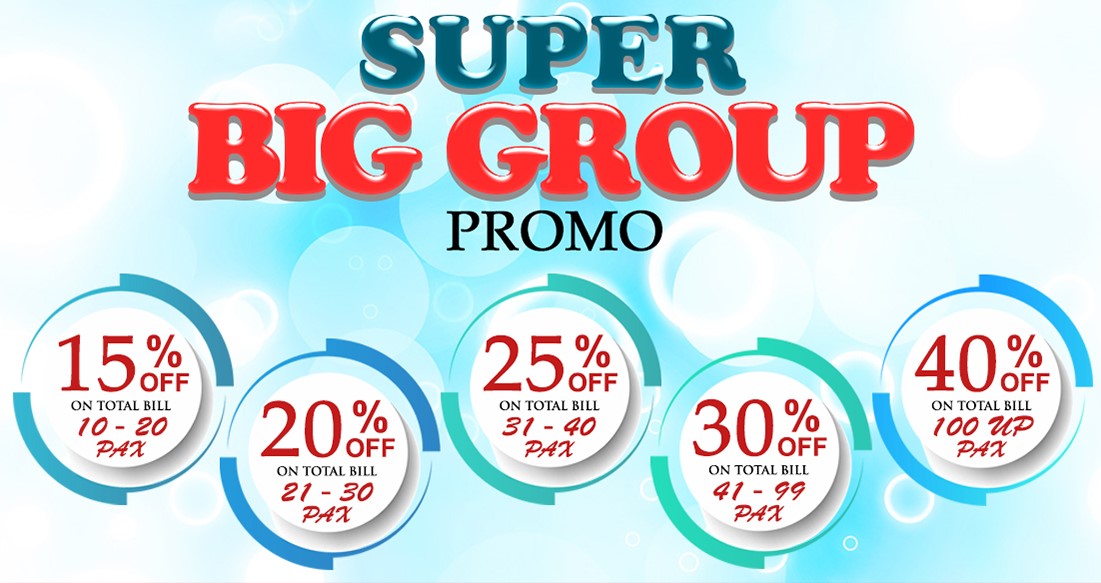 SUPER
BIG GROUP
PROMO
15% OFF
ON TOTAL BILL
10 - 20
PAX
20% OFF
ON TOTAL BILL
21 - 30
PAX
25% OFF
ON TOTAL BILL
31 - 40
PAX
30% OFF
ON TOTAL BILL
41 - 99
PAX
40% OFF
ON TOTAL BILL
100 UP
PAX